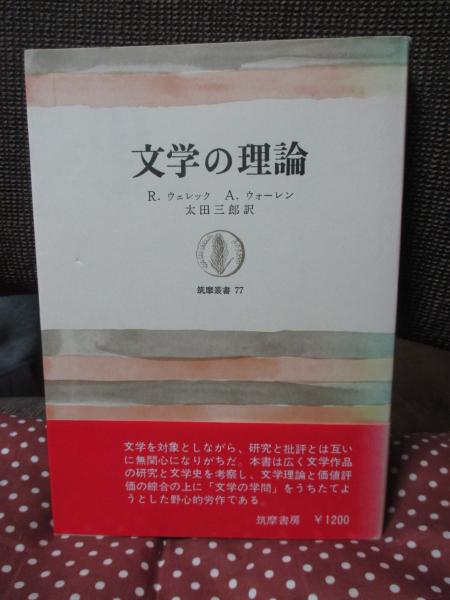 文学の理論
R. ウェレック A. ウォーレン
太田三郎訳
筑摩叢書 77
文学を対象としながら、研究と批評とは互い
に無関心になりがちだ。本書は広く文学作品
の研究と文学史を考察し、文学理論と価値評
価の綜合の上に「文学の学問」をうちたてよ
うとした野心的労作である。
筑摩書房 ￥1200